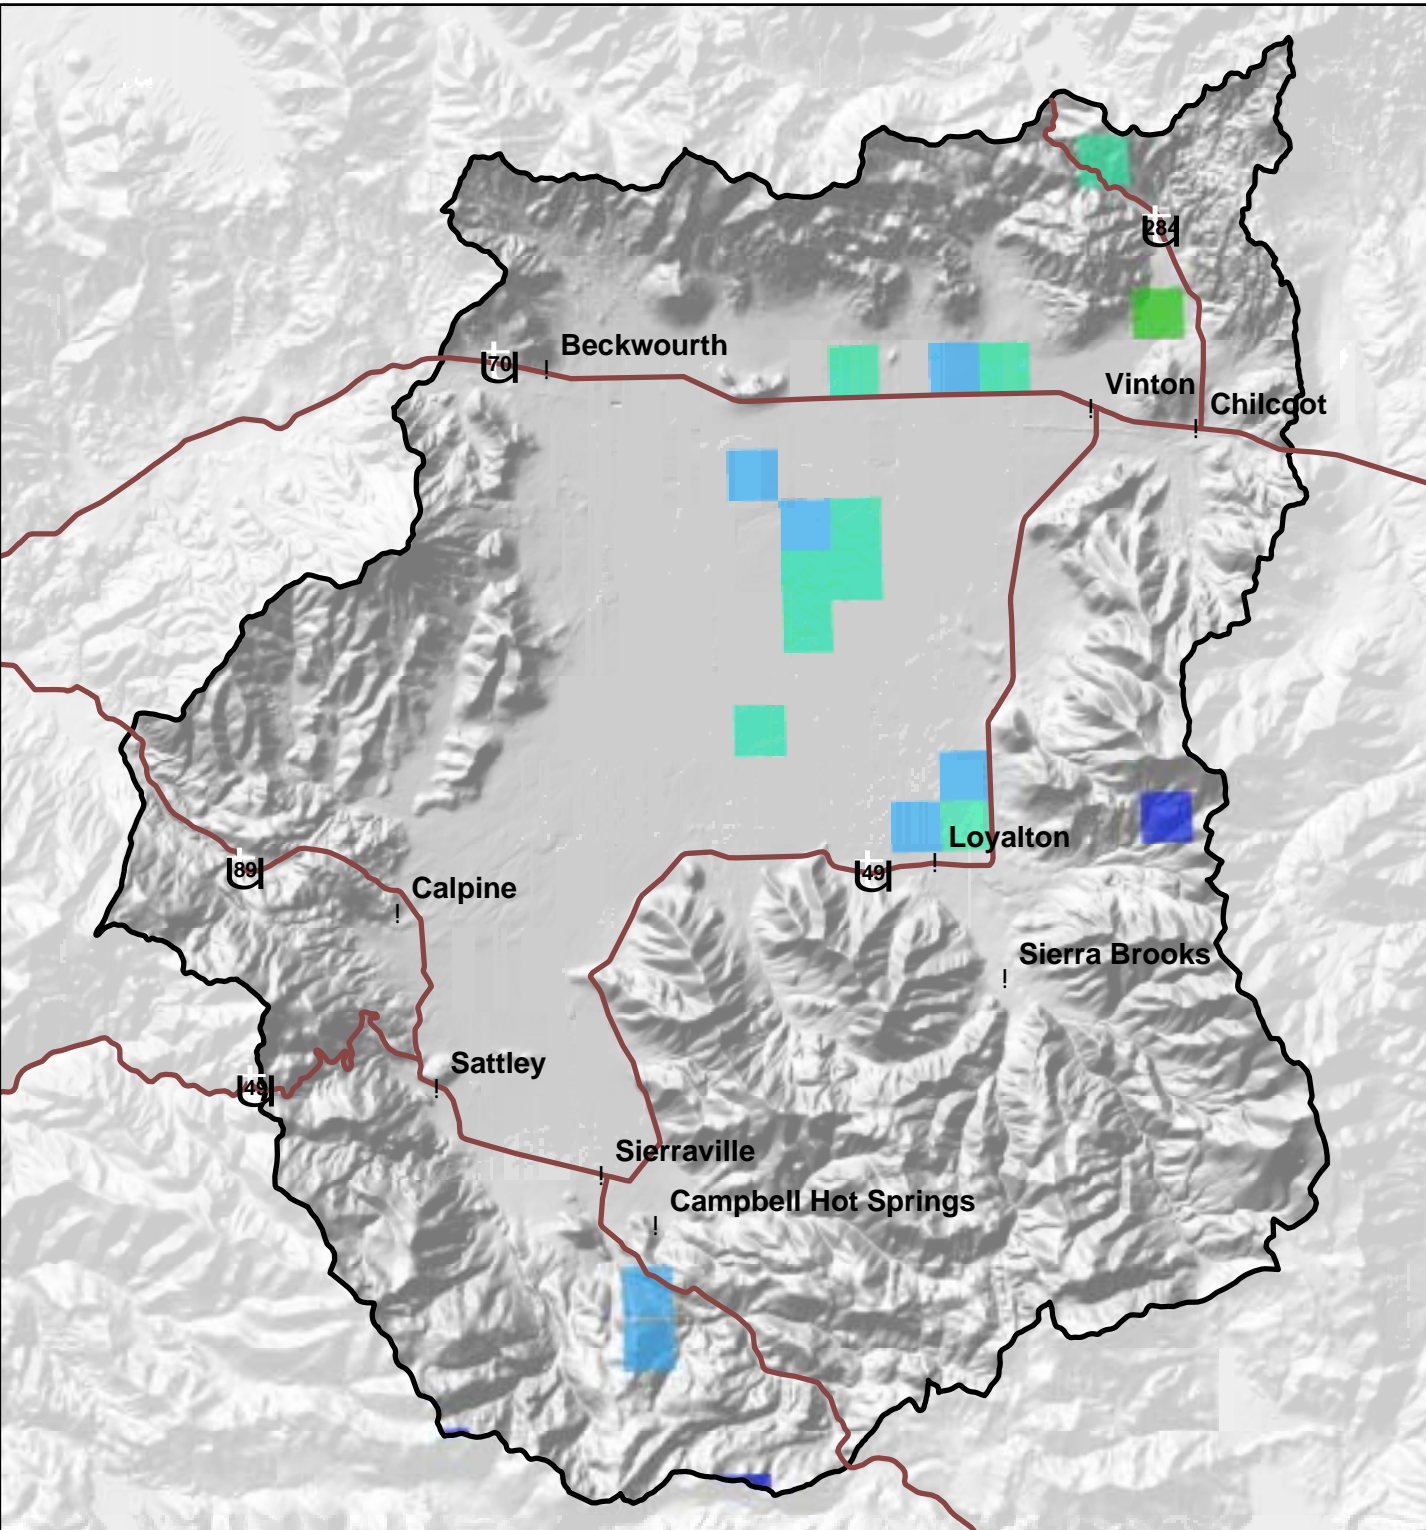 284
Beckwourth
70
Vinton
Chilcoot
Loyalton
49
89
Calpine
Sierra Brooks
Sattley
49
Sierraville
Campbell Hot Springs